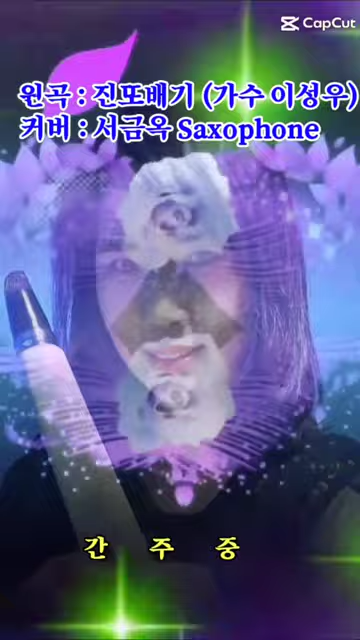 CapCut
원곡 : 진또배기 (가수 이성우)
커버 : 서금옥 Saxophone
간 주 중